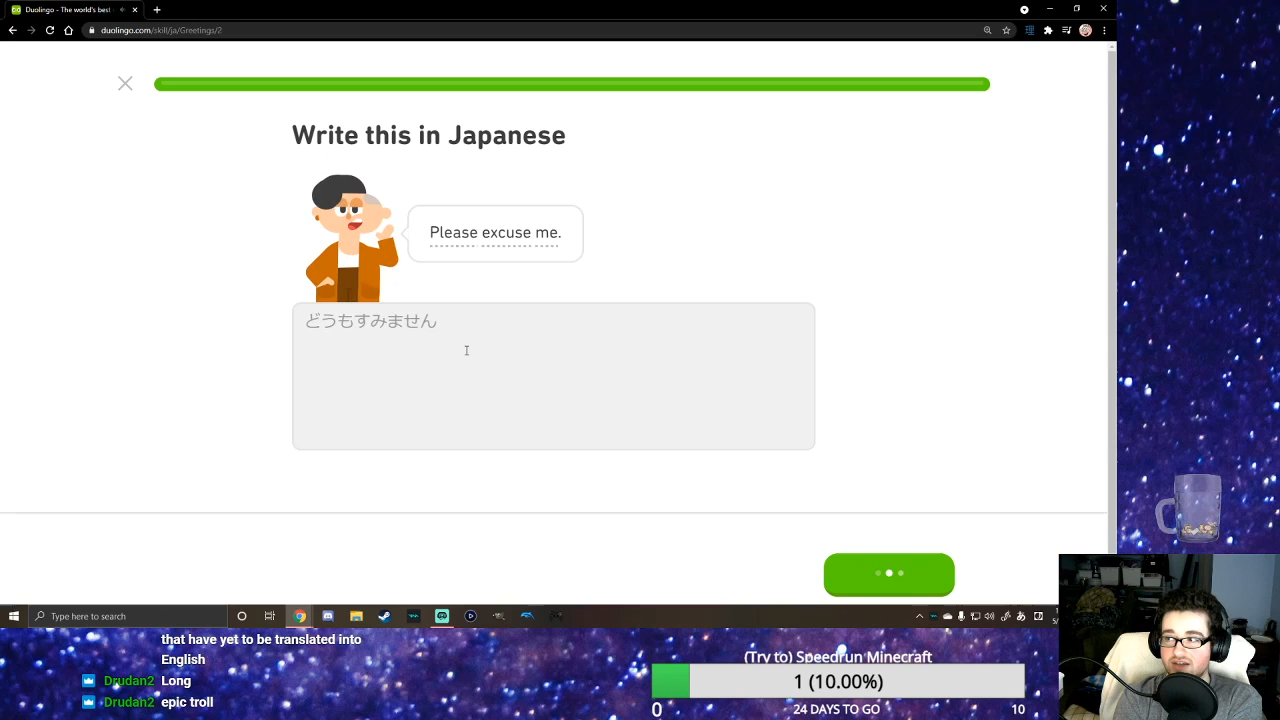 Duolingo - The world's best
duolingo.com/skill/ja/Greetings/2
Write this in Japanese
Please excuse me.
どうもすみません
Type here to search
that have yet to be translated into
English
Drudan2 Long
Drudan2 epic troll
(Try to) Speedrun Minecraft
1 (10.00%)
0 24 DAYS TO GO 10